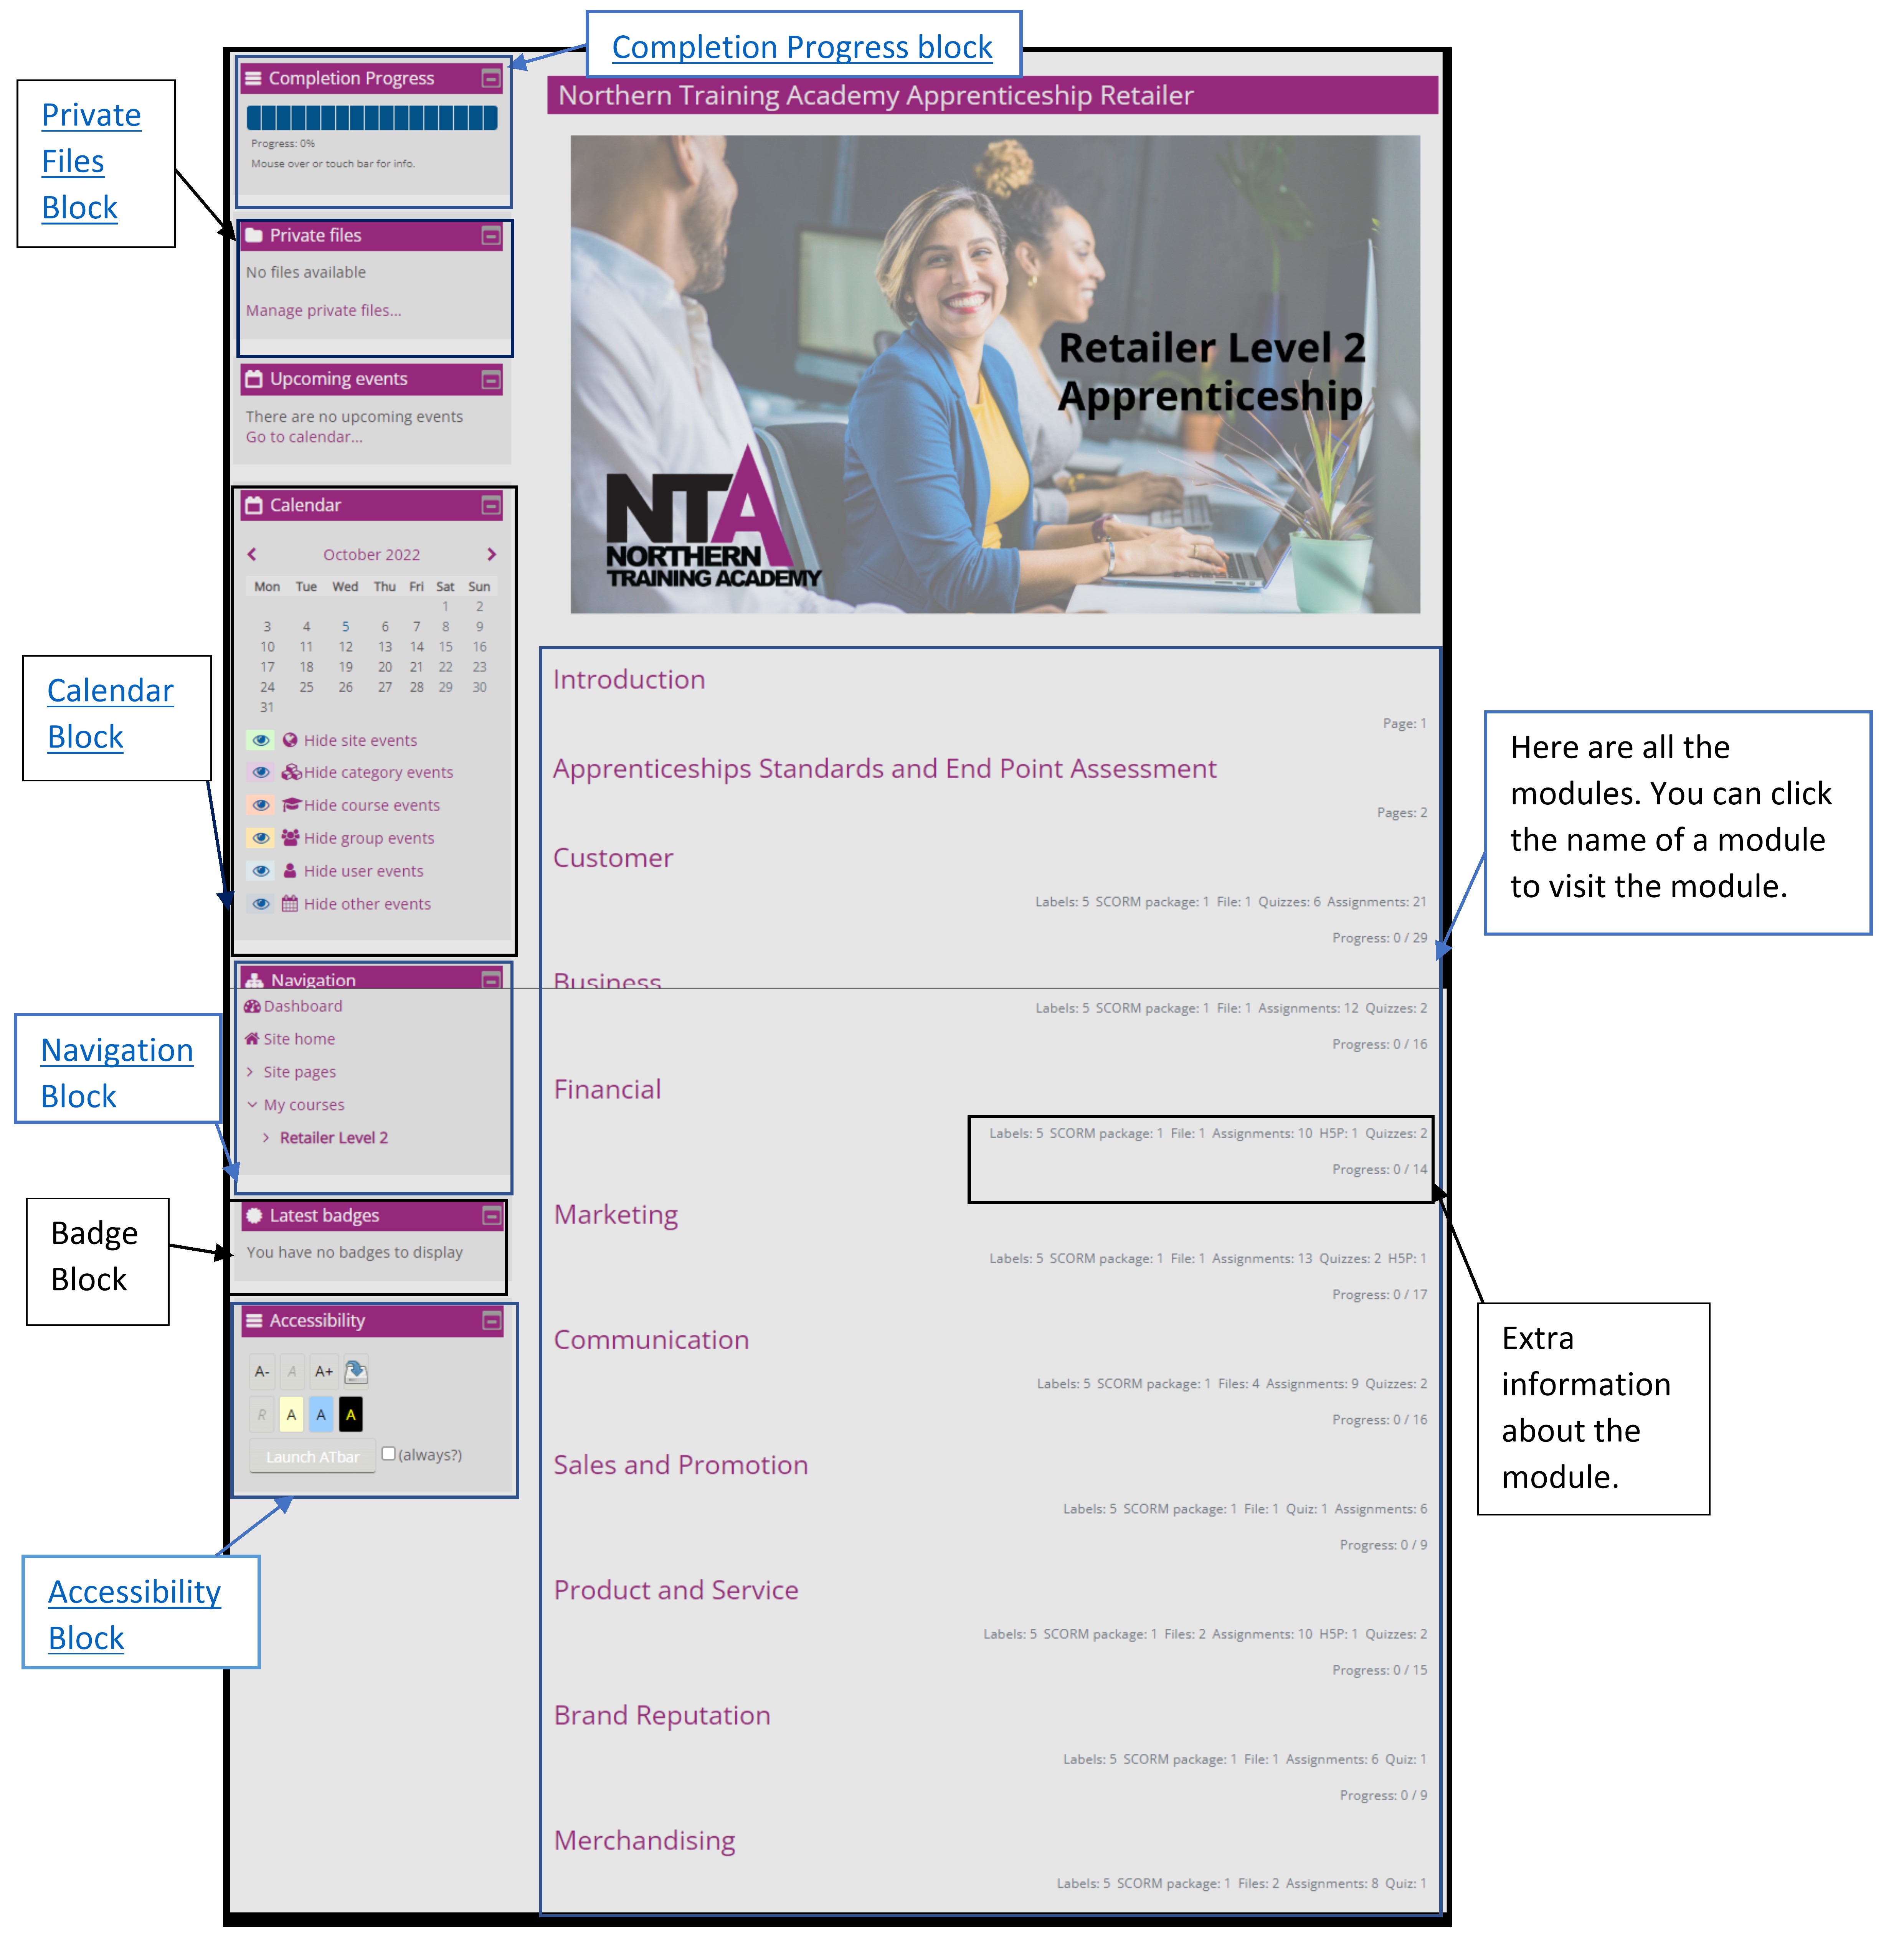 Completion Progress block
Private
Files
Block
Completion Progress
Progress: 0%
Mouse over or touch bar for info.
Private files
No files available
Manage private files...
Upcoming events
There are no upcoming events
Go to calendar...
Calendar
October 2022
Mon Tue Wed Thu Fri Sat Sun
1 2
3 4 5 6 7 8 9
10 11 12 13 14 15 16
17 18 19 20 21 22 23
24 25 26 27 28 29 30
31
Hide site events
Hide category events
Hide course events
Hide group events
Hide user events
Hide other events
Calendar
Block
Navigation
Dashboard
Site home
Site pages
My courses
Retailer Level 2
Navigation
Block
Latest badges
You have no badges to display
Badge
Block
Accessibility
A- A A+
R A A A
Launch ATbar (always?)
Accessibility
Block
Northern Training Academy Apprenticeship Retailer
Retailer Level 2
Apprenticeship
NTA
NORTHERN
TRAINING ACADEMY
Introduction
Page: 1
Apprenticeships Standards and End Point Assessment
Pages: 2
Customer
Labels: 5 SCORM package: 1 File: 1 Quizzes: 6 Assignments: 21
Progress: 0 / 29
Business
Labels: 5 SCORM package: 1 File: 1 Assignments: 12 Quizzes: 2
Progress: 0 / 16
Financial
Labels: 5 SCORM package: 1 File: 1 Assignments: 10 H5P: 1 Quizzes: 2
Progress: 0 / 14
Marketing
Labels: 5 SCORM package: 1 File: 1 Assignments: 13 Quizzes: 2 H5P: 1
Progress: 0 / 17
Communication
Labels: 5 SCORM package: 1 Files: 4 Assignments: 9 Quizzes: 2
Progress: 0 / 16
Sales and Promotion
Labels: 5 SCORM package: 1 File: 1 Quiz: 1 Assignments: 6
Progress: 0 / 9
Product and Service
Labels: 5 SCORM package: 1 Files: 2 Assignments: 10 H5P: 1 Quizzes: 2
Progress: 0 / 15
Brand Reputation
Labels: 5 SCORM package: 1 File: 1 Assignments: 6 Quiz: 1
Progress: 0 / 9
Merchandising
Labels: 5 SCORM package: 1 Files: 2 Assignments: 8 Quiz: 1
Here are all the
modules. You can click
the name of a module
to visit the module.
Extra
information
about the
module.